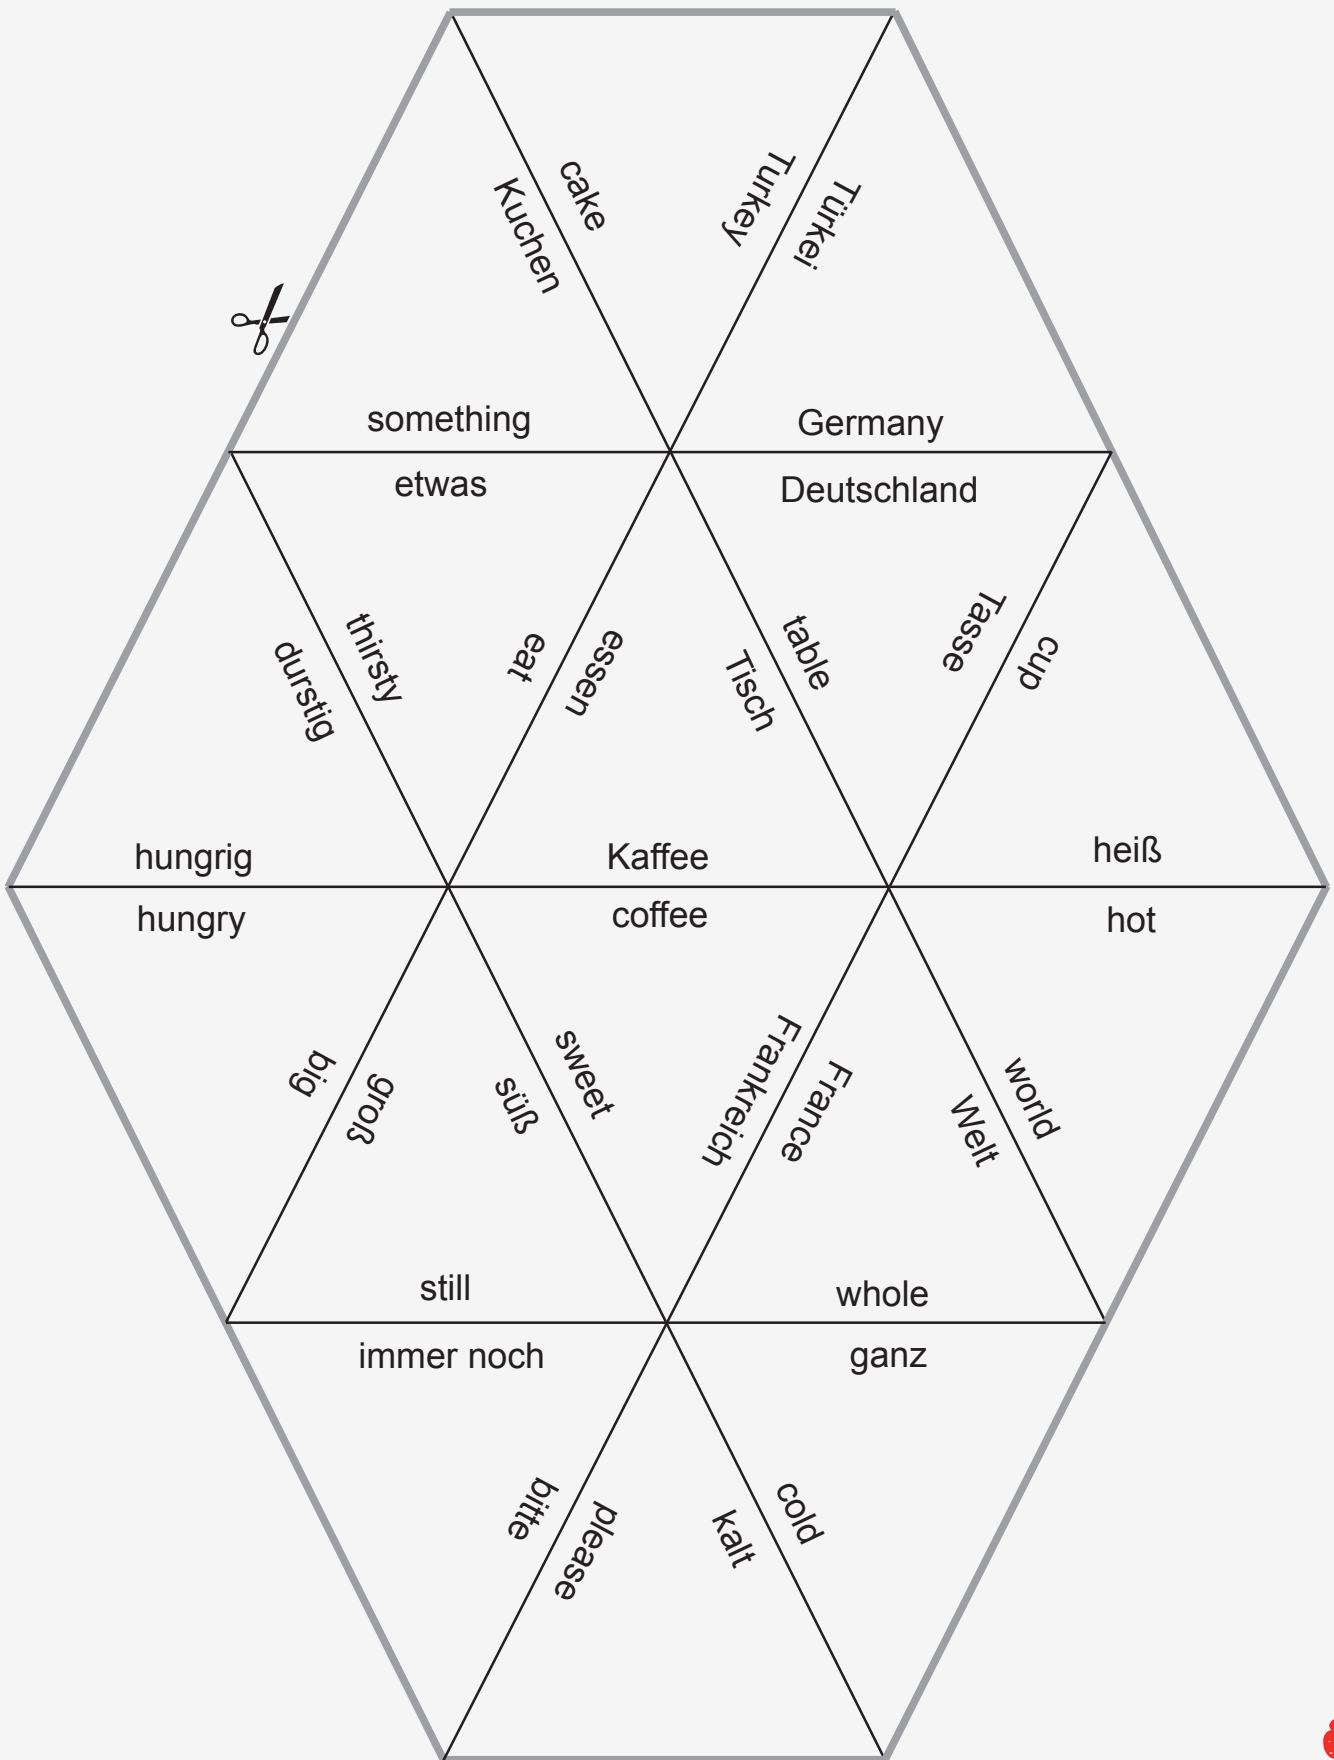 cake
Kuchen
Turkey
Türkei
something
Germany
etwas
Deutschland
thirsty
durstig
eat
essen
table
Tisch
Tasse
cup
hungrig
Kaffee
heiß
hungry
coffee
hot
big
groß
sweet
süß
Frankreich
France
world
Welt
still
whole
immer noch
ganz
bitte
please
cold
kalt